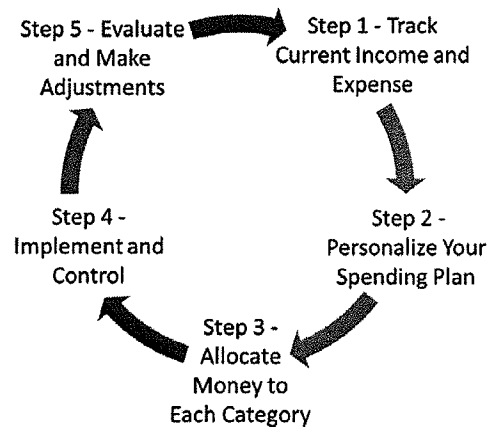 Step 1 - Track
Current Income and
Expense
Step 2 -
Personalize Your
Spending Plan
Step 3 -
Allocate
Money to
Each Category
Step 4 -
Implement and
Control
Step 5 - Evaluate
and Make
Adjustments